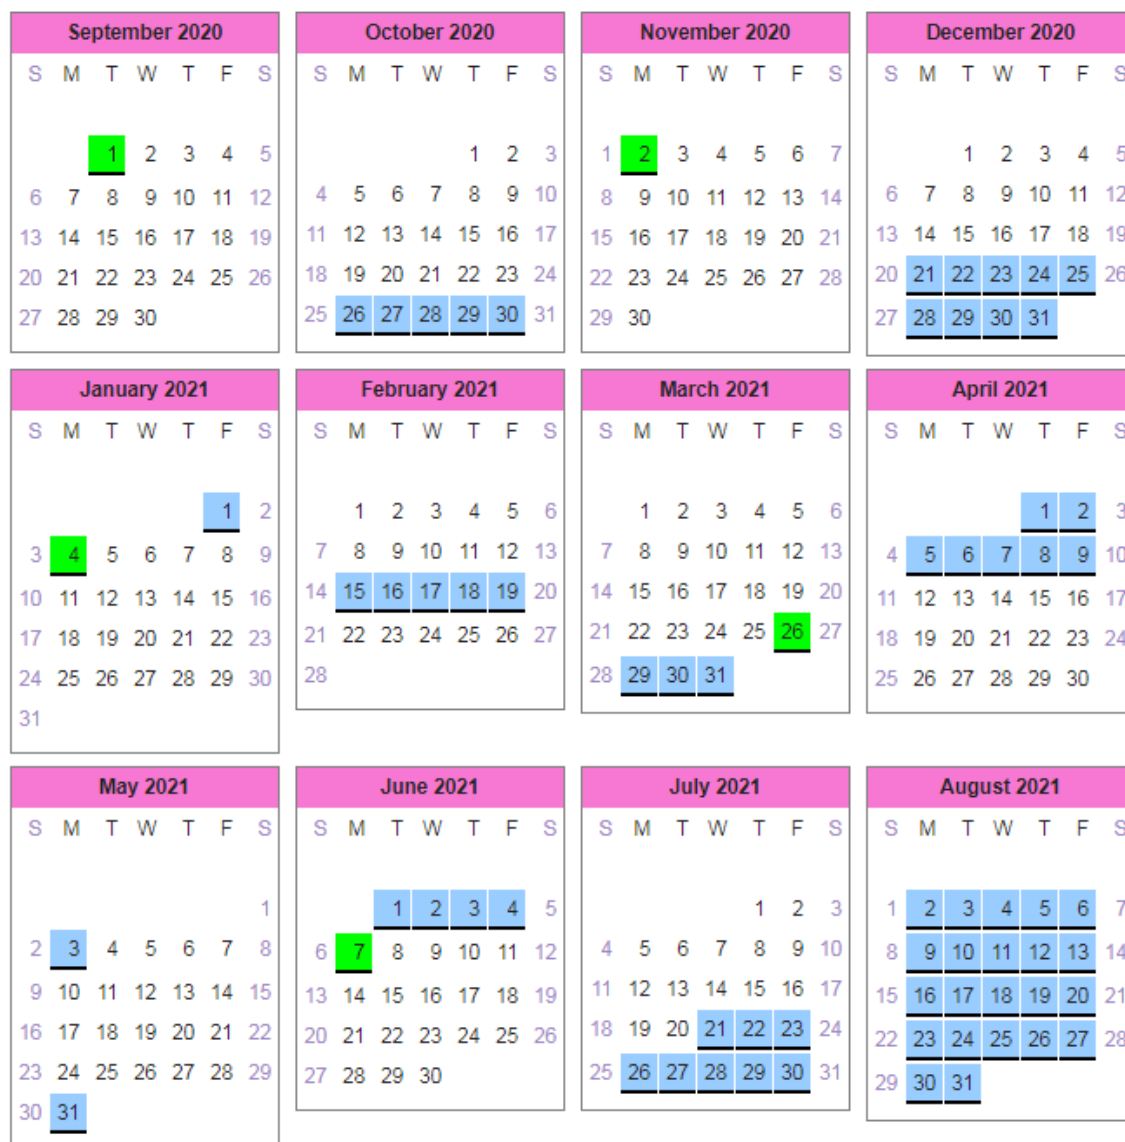 September 2020
S M T W T F S
1 2 3 4 5
6 7 8 9 10 11 12
13 14 15 16 17 18 19
20 21 22 23 24 25 26
27 28 29 30
October 2020
S M T W T F S
1 2 3
4 5 6 7 8 9 10
11 12 13 14 15 16 17
18 19 20 21 22 23 24
25 26 27 28 29 30 31
November 2020
S M T W T F S
1 2 3 4 5 6 7
8 9 10 11 12 13 14
15 16 17 18 19 20 21
22 23 24 25 26 27 28
29 30
December 2020
S M T W T F S
1 2 3 4 5
6 7 8 9 10 11 12
13 14 15 16 17 18 19
20 21 22 23 24 25 26
27 28 29 30 31
January 2021
S M T W T F S
1 2
3 4 5 6 7 8 9
10 11 12 13 14 15 16
17 18 19 20 21 22 23
24 25 26 27 28 29 30
31
February 2021
S M T W T F S
1 2 3 4 5 6
7 8 9 10 11 12 13
14 15 16 17 18 19 20
21 22 23 24 25 26 27
28
March 2021
S M T W T F S
1 2 3 4 5 6
7 8 9 10 11 12 13
14 15 16 17 18 19 20
21 22 23 24 25 26 27
28 29 30 31
April 2021
S M T W T F S
1 2 3
4 5 6 7 8 9 10
11 12 13 14 15 16 17
18 19 20 21 22 23 24
25 26 27 28 29 30
May 2021
S M T W T F S
1
2 3 4 5 6 7 8
9 10 11 12 13 14 15
16 17 18 19 20 21 22
23 24 25 26 27 28 29
30 31
June 2021
S M T W T F S
1 2 3 4 5
6 7 8 9 10 11 12
13 14 15 16 17 18 19
20 21 22 23 24 25 26
27 28 29 30
July 2021
S M T W T F S
1 2 3
4 5 6 7 8 9 10
11 12 13 14 15 16 17
18 19 20 21 22 23 24
25 26 27 28 29 30 31
August 2021
S M T W T F S
1 2 3 4 5 6 7
8 9 10 11 12 13 14
15 16 17 18 19 20 21
22 23 24 25 26 27 28
29 30 31